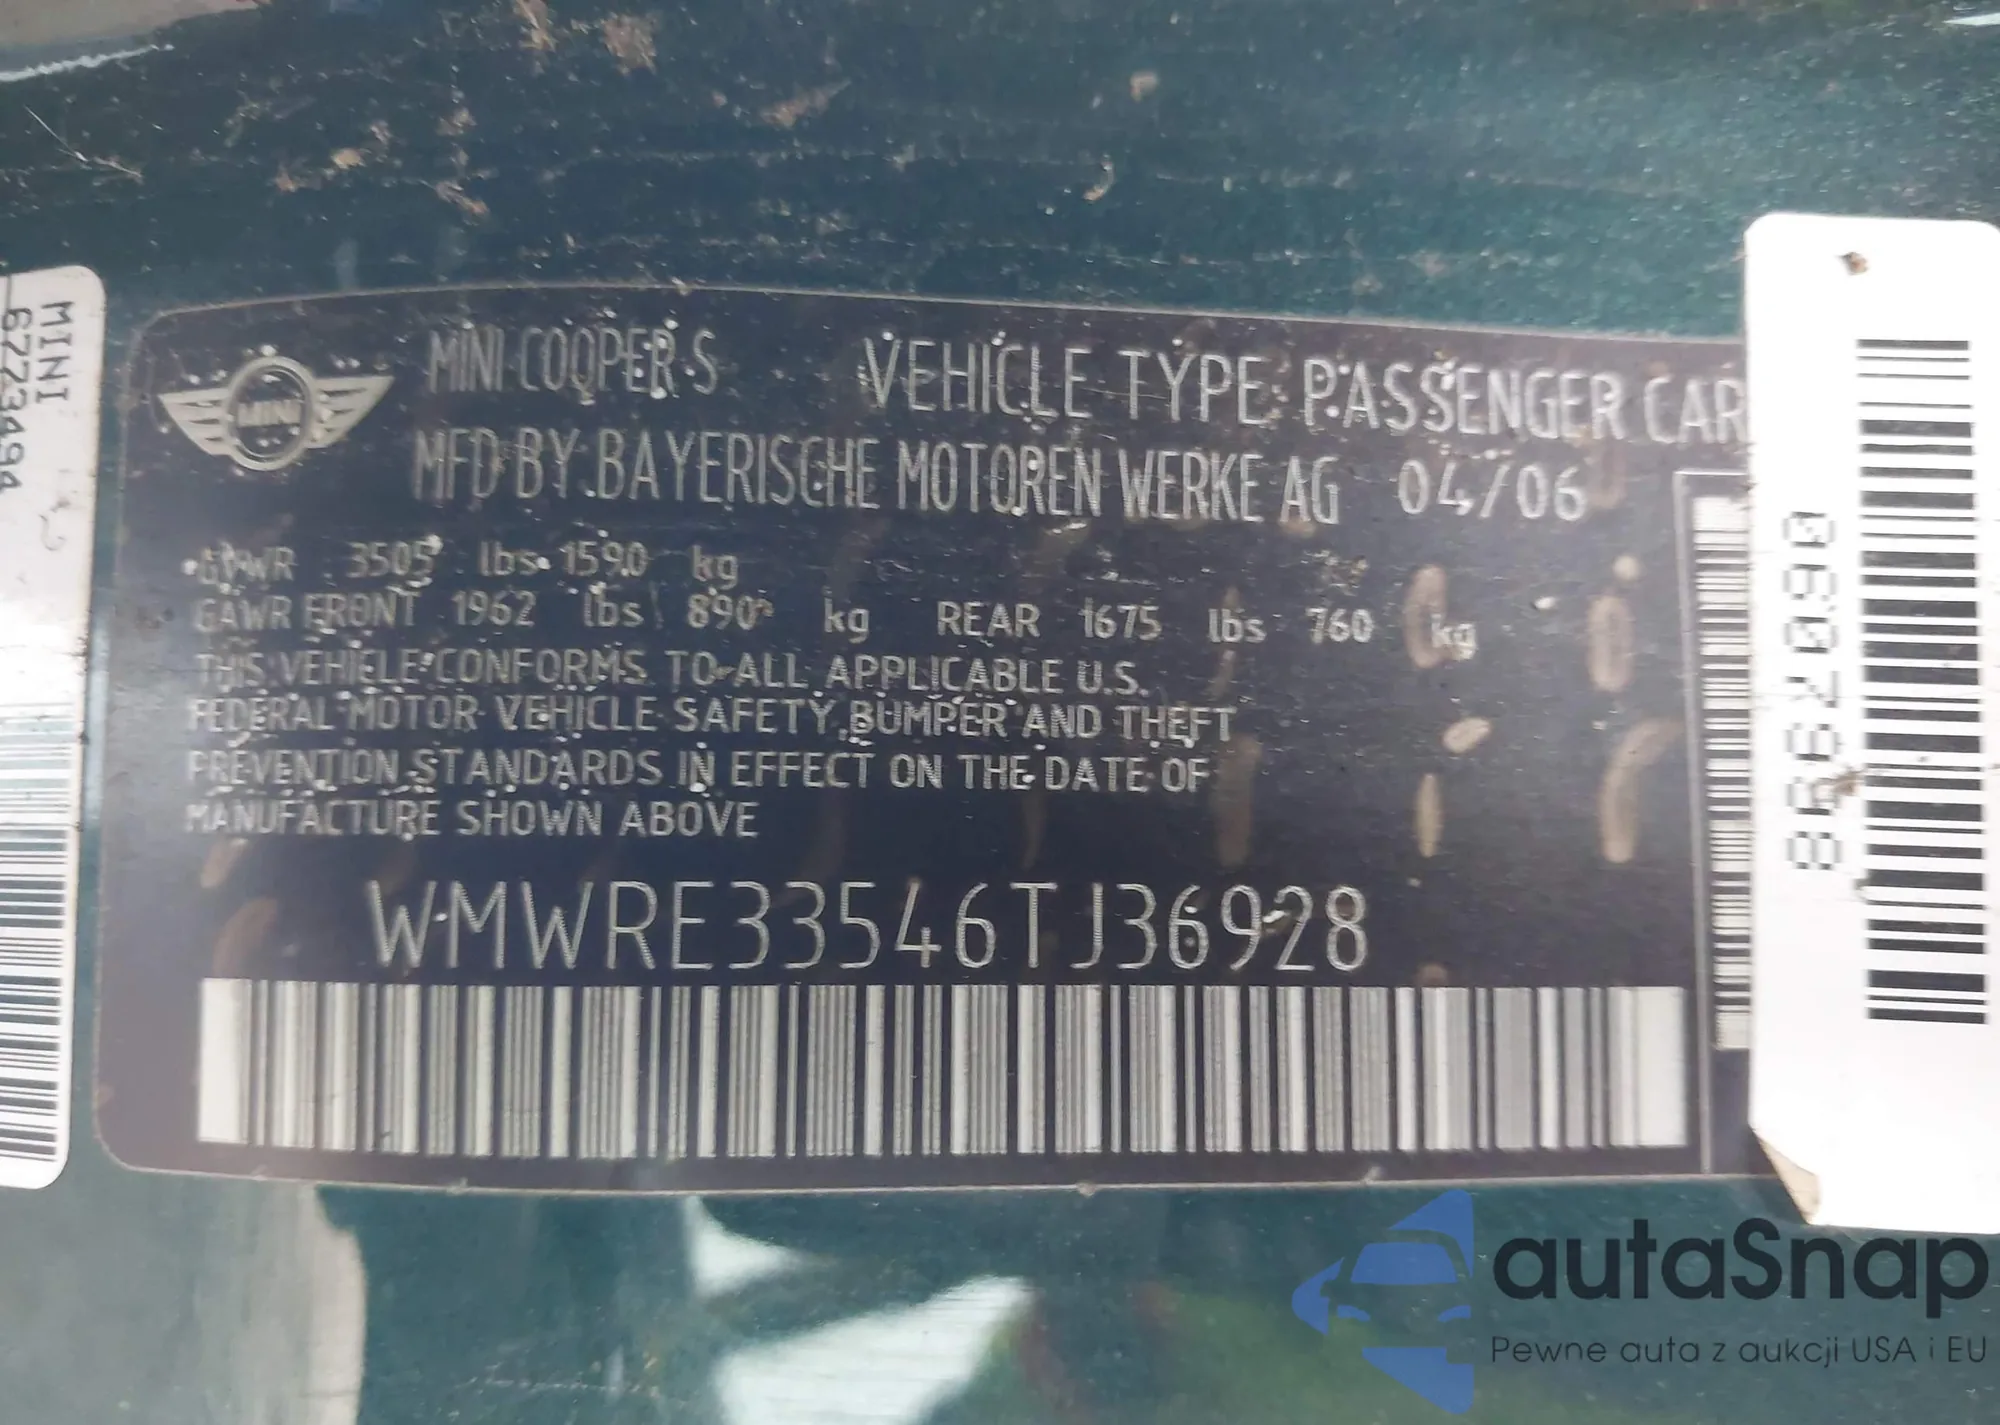 MINI
6773494
MINI
MINI COOPER S
VEHICLE TYPE PASSENGER CAR
MFD BY BAYERISCHE MOTOREN WERKE AG 04/06
GVWR 3505 lbs 1590 kg
GAWR FRONT 1962 lbs 890 kg REAR 1675 lbs 760 kg
THIS VEHICLE CONFORMS TO ALL APPLICABLE U.S.
FEDERAL MOTOR VEHICLE SAFETY, BUMPER AND THEFT
PREVENTION STANDARDS IN EFFECT ON THE DATE OF
MANUFACTURE SHOWN ABOVE
WMWRE33546TJ36928
autaSnap
Pewne auta z aukcji USA i EU